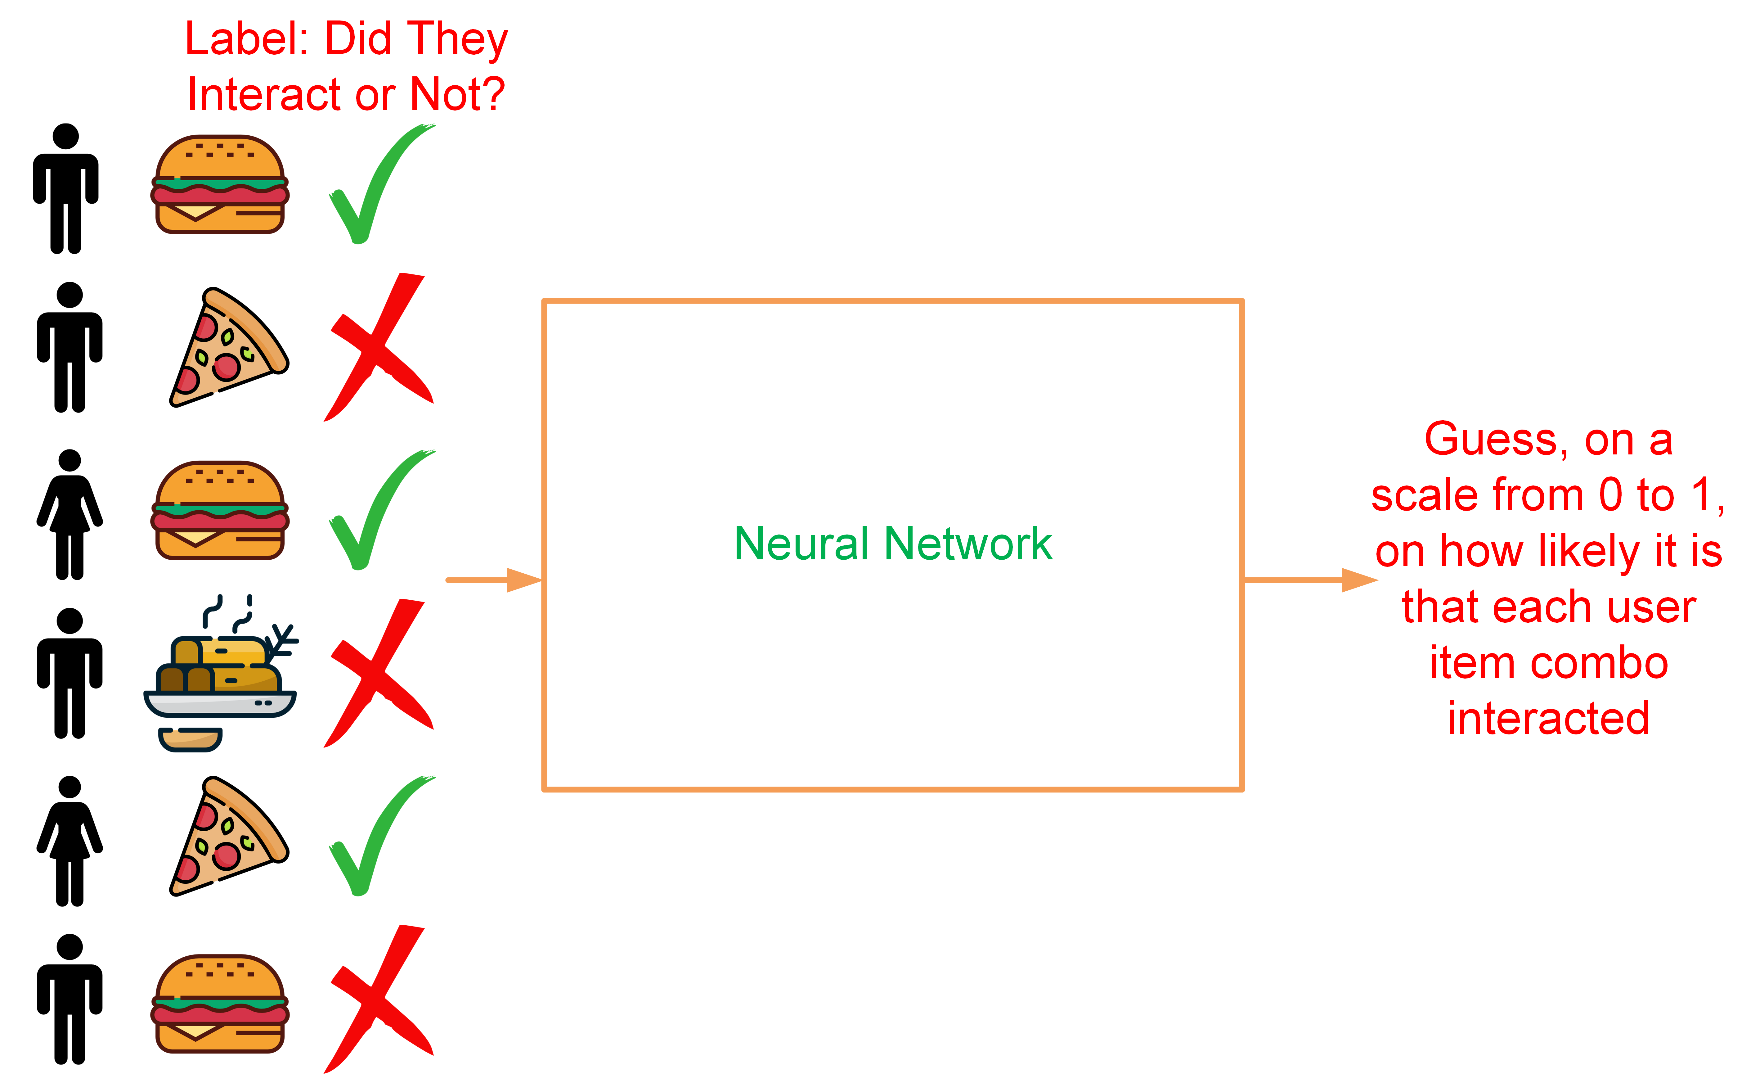 Label: Did They
Interact or Not?
Neural Network
Guess, on a
scale from 0 to 1,
on how likely it is
that each user
item combo
interacted